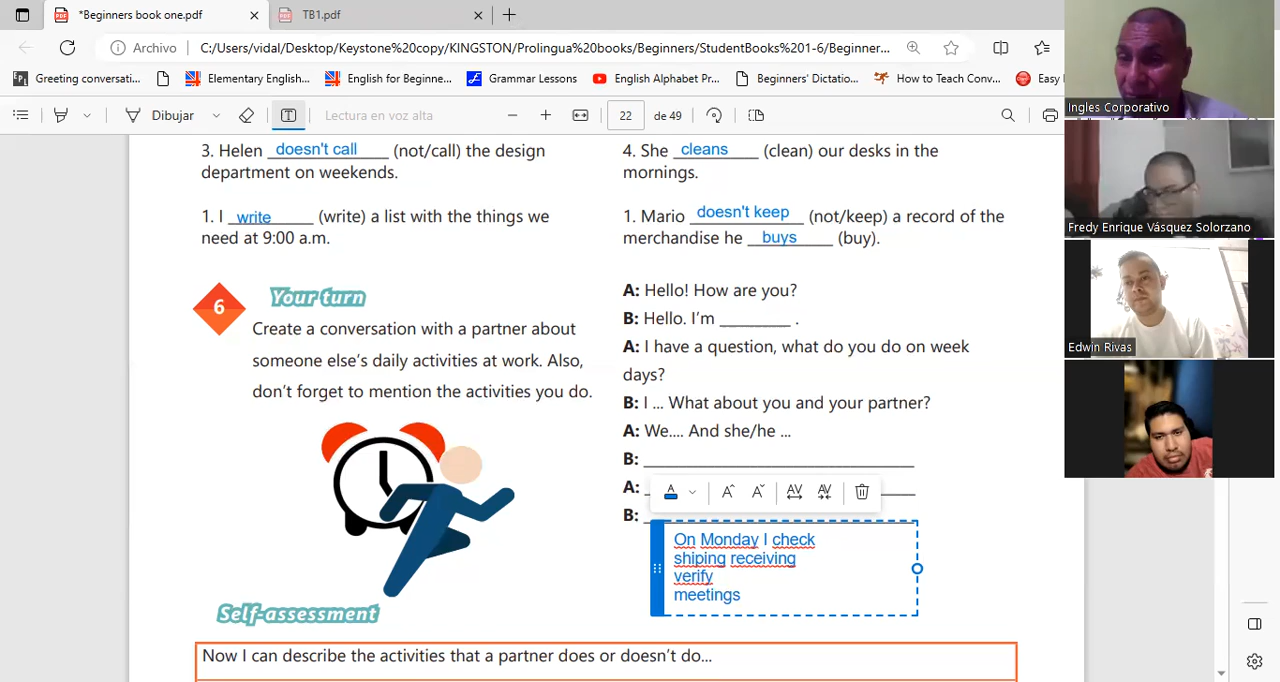 *Beginners book one.pdf
TB1.pdf
Archivo
C:/Users/vidal/Desktop/Keystone%20copy/KINGSTON/Prolingua%20books/Beginners/StudentBooks%201-6/Beginner...
Greeting conversati...
Elementary English...
English for Beginne...
Grammar Lessons
English Alphabet Pr...
Beginners' Dictatio...
How to Teach Conv...
Easy
Dibujar
Lectura en voz alta
22
de 49
3. Helen doesn't call (not/call) the design
department on weekends.
1. I write (write) a list with the things we
need at 9:00 a.m.
4. She cleans (clean) our desks in the
mornings.
1. Mario doesn't keep (not/keep) a record of the
merchandise he buys (buy).
6
Your turn
Create a conversation with a partner about
someone else's daily activities at work. Also,
don't forget to mention the activities you do.
A: Hello! How are you?
B: Hello. I'm ________ .
A: I have a question, what do you do on week
days?
B: I ... What about you and your partner?
A: We.... And she/he ...
B: ______________________________
A:
B:
On Monday I check
shiping receiving
verify
meetings
Self-assessment
Now I can describe the activities that a partner does or doesn't do...
Ingles Corporativo
Fredy Enrique Vásquez Solorzano
Edwin Rivas